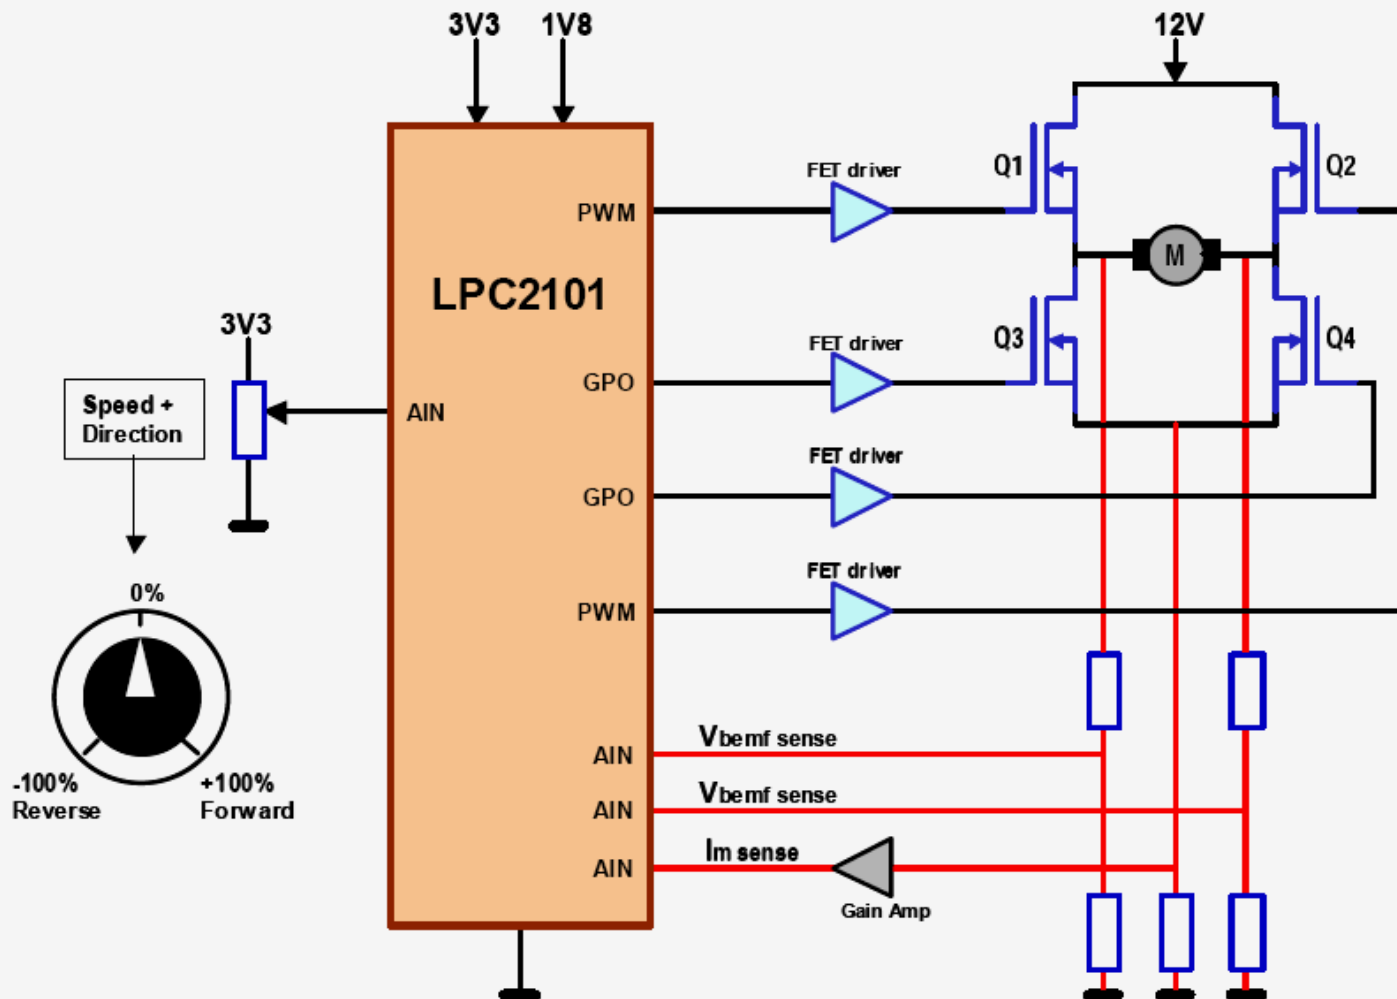 3V3 1V8 12V
FET driver
Q1 Q2
PWM
M
LPC2101
3V3
FET driver
Q3 Q4
GPO
Speed +
Direction
AIN
FET driver
GPO
FET driver
0%
PWM
Vbemf sense
AIN
-100% +100%
Reverse Forward
Vbemf sense
AIN
Im sense
AIN
Gain Amp